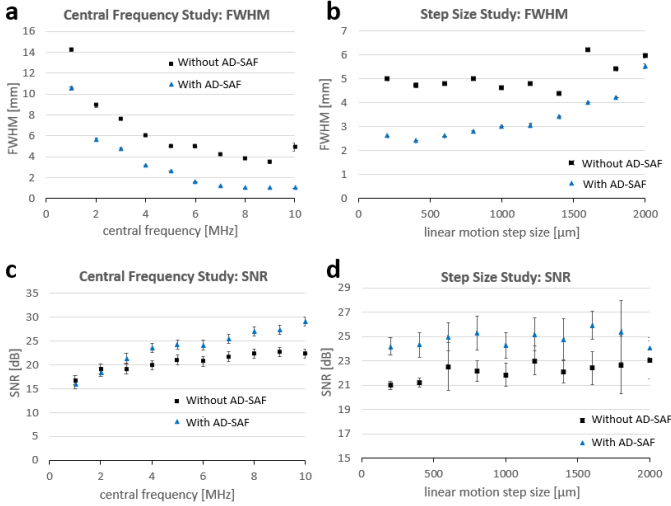 a
Central Frequency Study: FWHM
16
14
12
10
8
6
4
2
0
FWHM [mm]
Without AD-SAF
With AD-SAF
0
2
4
6
8
10
central frequency [MHz]
b
Step Size Study: FWHM
7
6
5
4
3
2
1
0
FWHM [mm]
Without AD-SAF
With AD-SAF
0
500
1000
1500
2000
linear motion step size [µm]
c
Central Frequency Study: SNR
35
30
25
20
15
10
5
0
SNR [dB]
Without AD-SAF
With AD-SAF
0
2
4
6
8
10
central frequency [MHz]
d
Step Size Study: SNR
29
27
25
23
21
19
17
15
SNR [dB]
Without AD-SAF
With AD-SAF
0
500
1000
1500
2000
linear motion step size [µm]